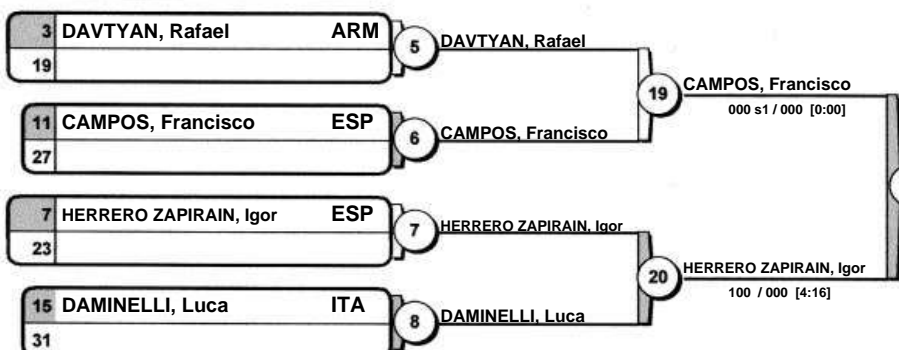 3 DAVTYAN, Rafael ARM
19
5 DAVTYAN, Rafael
11 CAMPOS, Francisco ESP
27
6 CAMPOS, Francisco
19 CAMPOS, Francisco
000 s1 / 000 [0:00]
7 HERRERO ZAPIRAIN, Igor ESP
23
7 HERRERO ZAPIRAIN, Igor
15 DAMINELLI, Luca ITA
31
8 DAMINELLI, Luca
20 HERRERO ZAPIRAIN, Igor
100 / 000 [4:16]